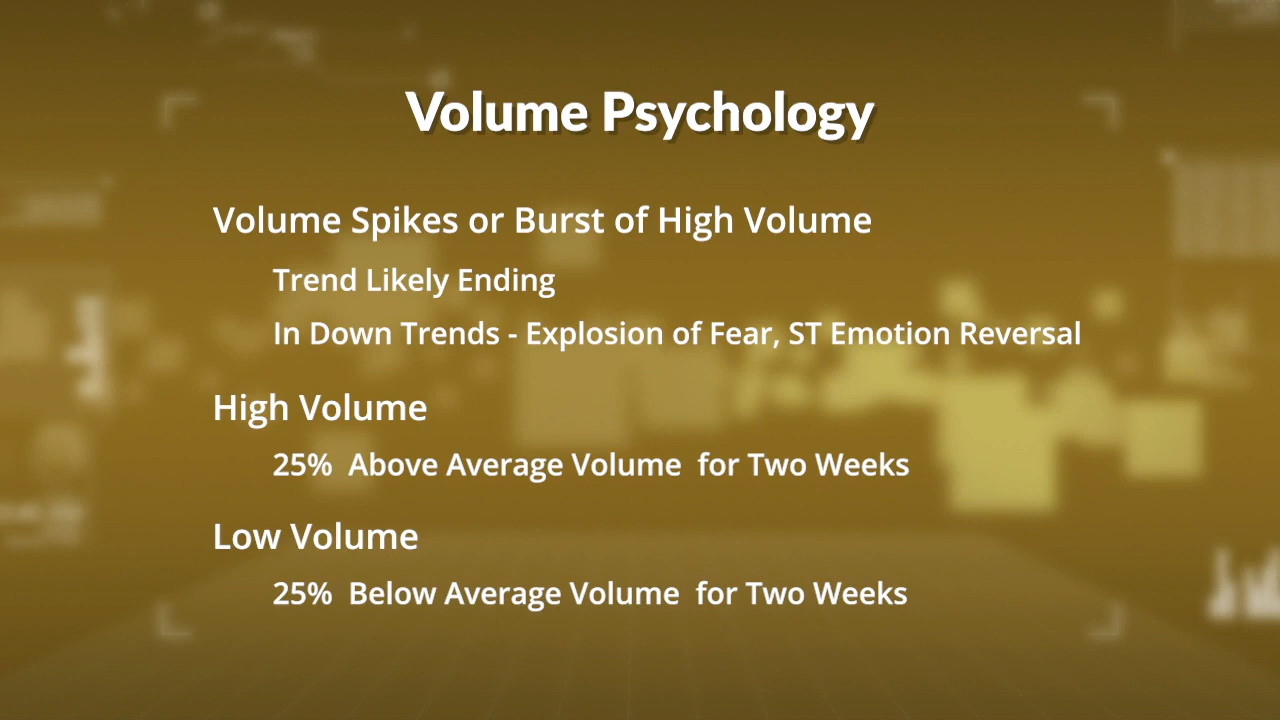 Volume Psychology
Volume Spikes or Burst of High Volume
Trend Likely Ending
In Down Trends - Explosion of Fear, ST Emotion Reversal
High Volume
25% Above Average Volume for Two Weeks
Low Volume
25% Below Average Volume for Two Weeks